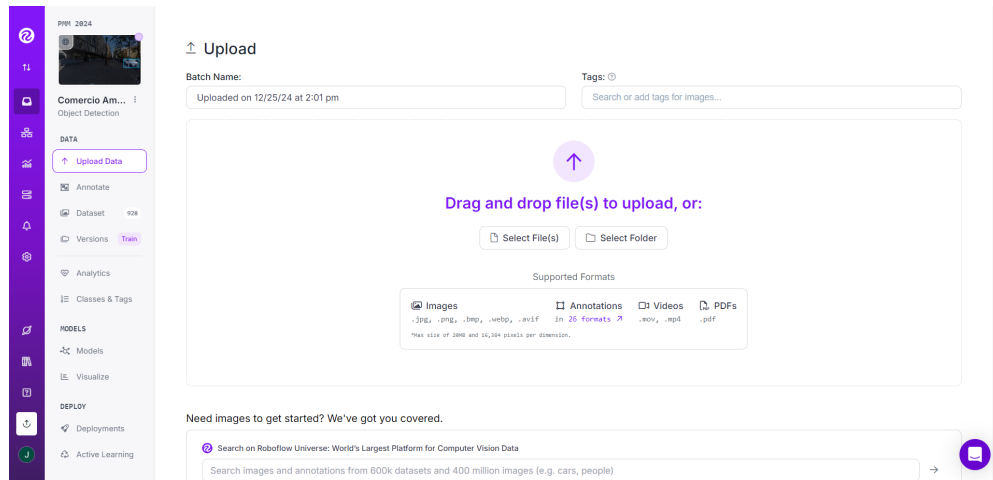 PMM 2024
Comercio Am...
Object Detection
DATA
Upload Data
Annotate
Dataset 928
Versions Train
Analytics
Classes & Tags
MODELS
Models
Visualize
DEPLOY
Deployments
Active Learning
J
Upload
Batch Name:
Uploaded on 12/25/24 at 2:01 pm
Tags:
Search or add tags for images...
Drag and drop file(s) to upload, or:
Select File(s) Select Folder
Supported Formats
Images Annotations Videos PDFs
.jpg, .png, .bmp, .webp, .avif in 26 formats .mov, .mp4 .pdf
*Max size of 20MB and 16,384 pixels per dimension.
Need images to get started? We've got you covered.
Search on Roboflow Universe: World's Largest Platform for Computer Vision Data
Search images and annotations from 600k datasets and 400 million images (e.g. cars, people)